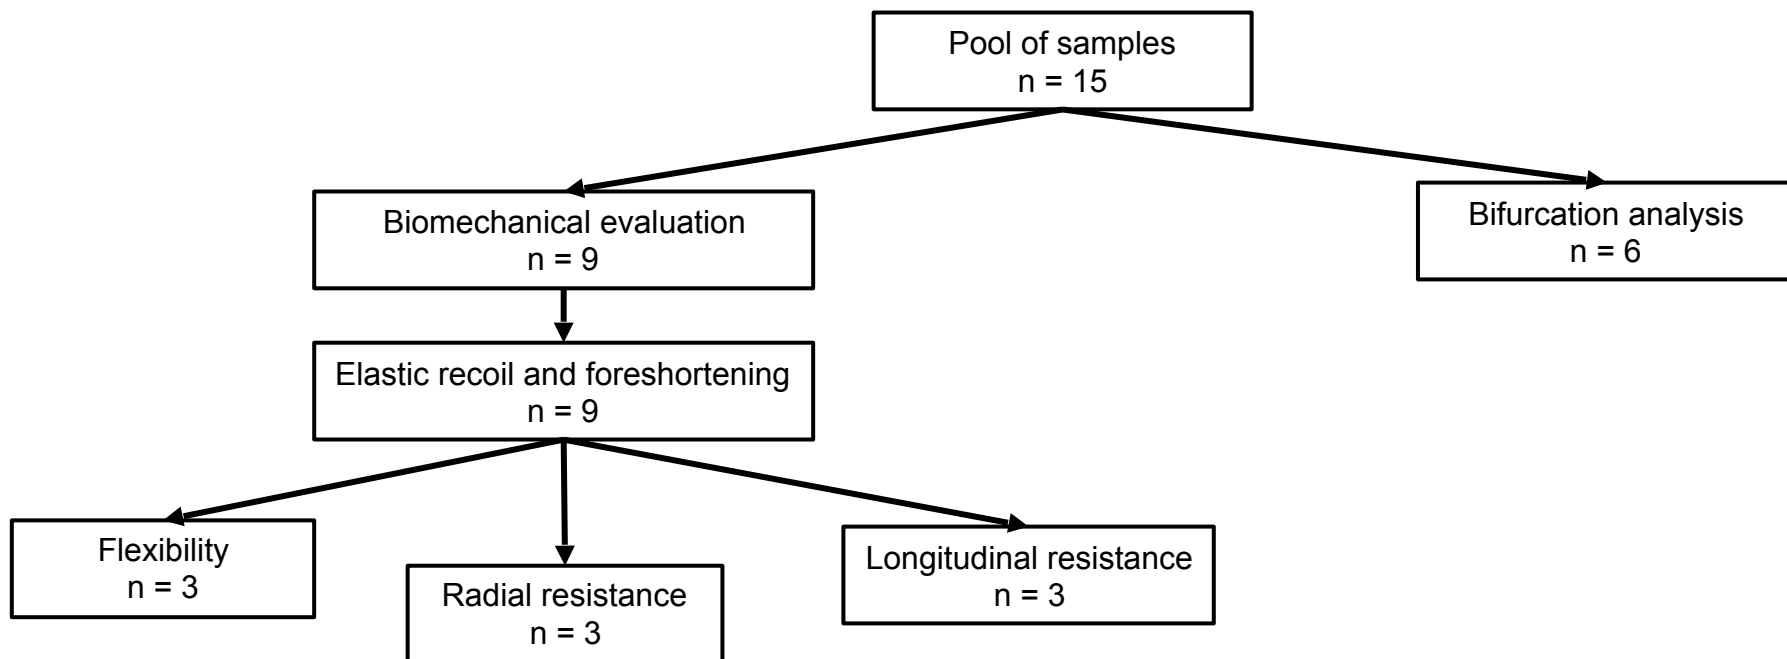 Pool of samples
n = 15
Biomechanical evaluation
n = 9
Bifurcation analysis
n = 6
Elastic recoil and foreshortening
n = 9
Flexibility
n = 3
Radial resistance
n = 3
Longitudinal resistance
n = 3